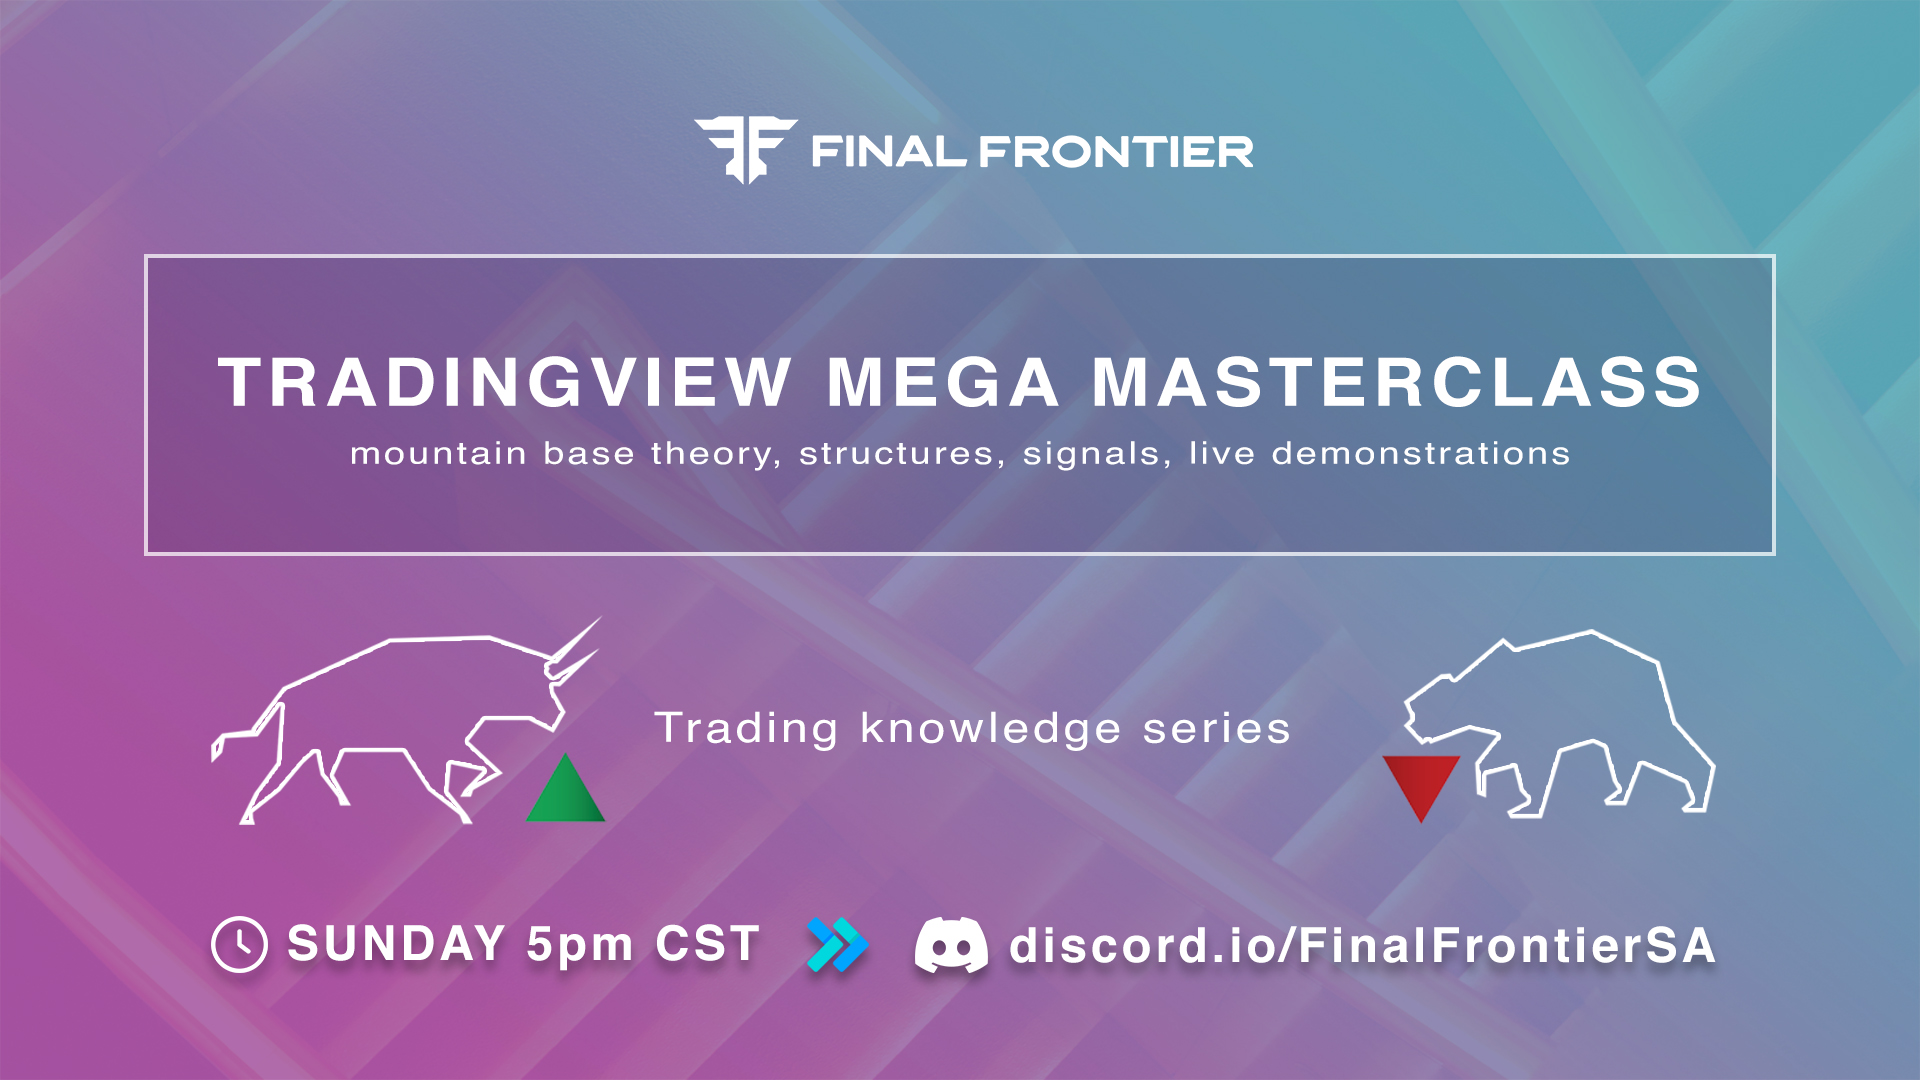 FINAL FRONTIER
TRADINGVIEW MEGA MASTERCLASS
mountain base theory, structures, signals, live demonstrations
Trading knowledge series
SUNDAY 5pm CST
discord.io/FinalFrontierSA